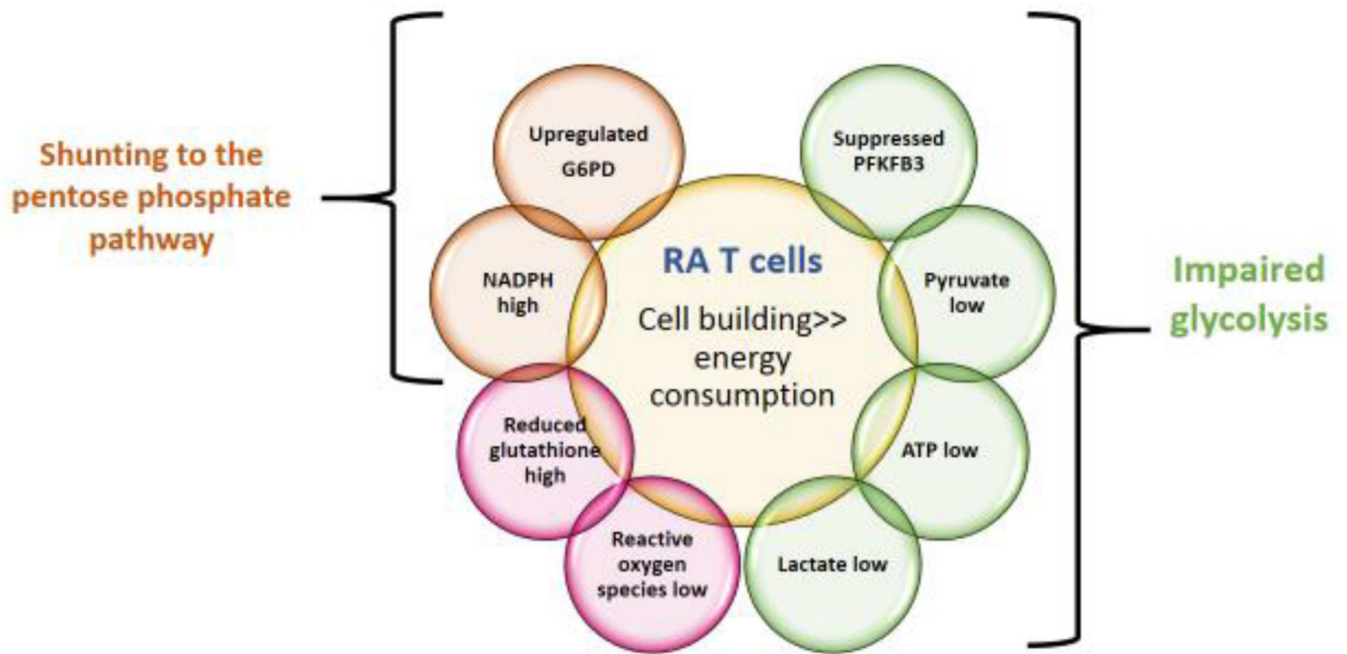 Shunting to the
pentose phosphate
pathway
Upregulated
G6PD
NADPH
high
Reduced
glutathione
high
Reactive
oxygen
species low
RA T cells
Cell building>>
energy
consumption
Suppressed
PFKFB3
Pyruvate
low
ATP low
Lactate low
Impaired
glycolysis